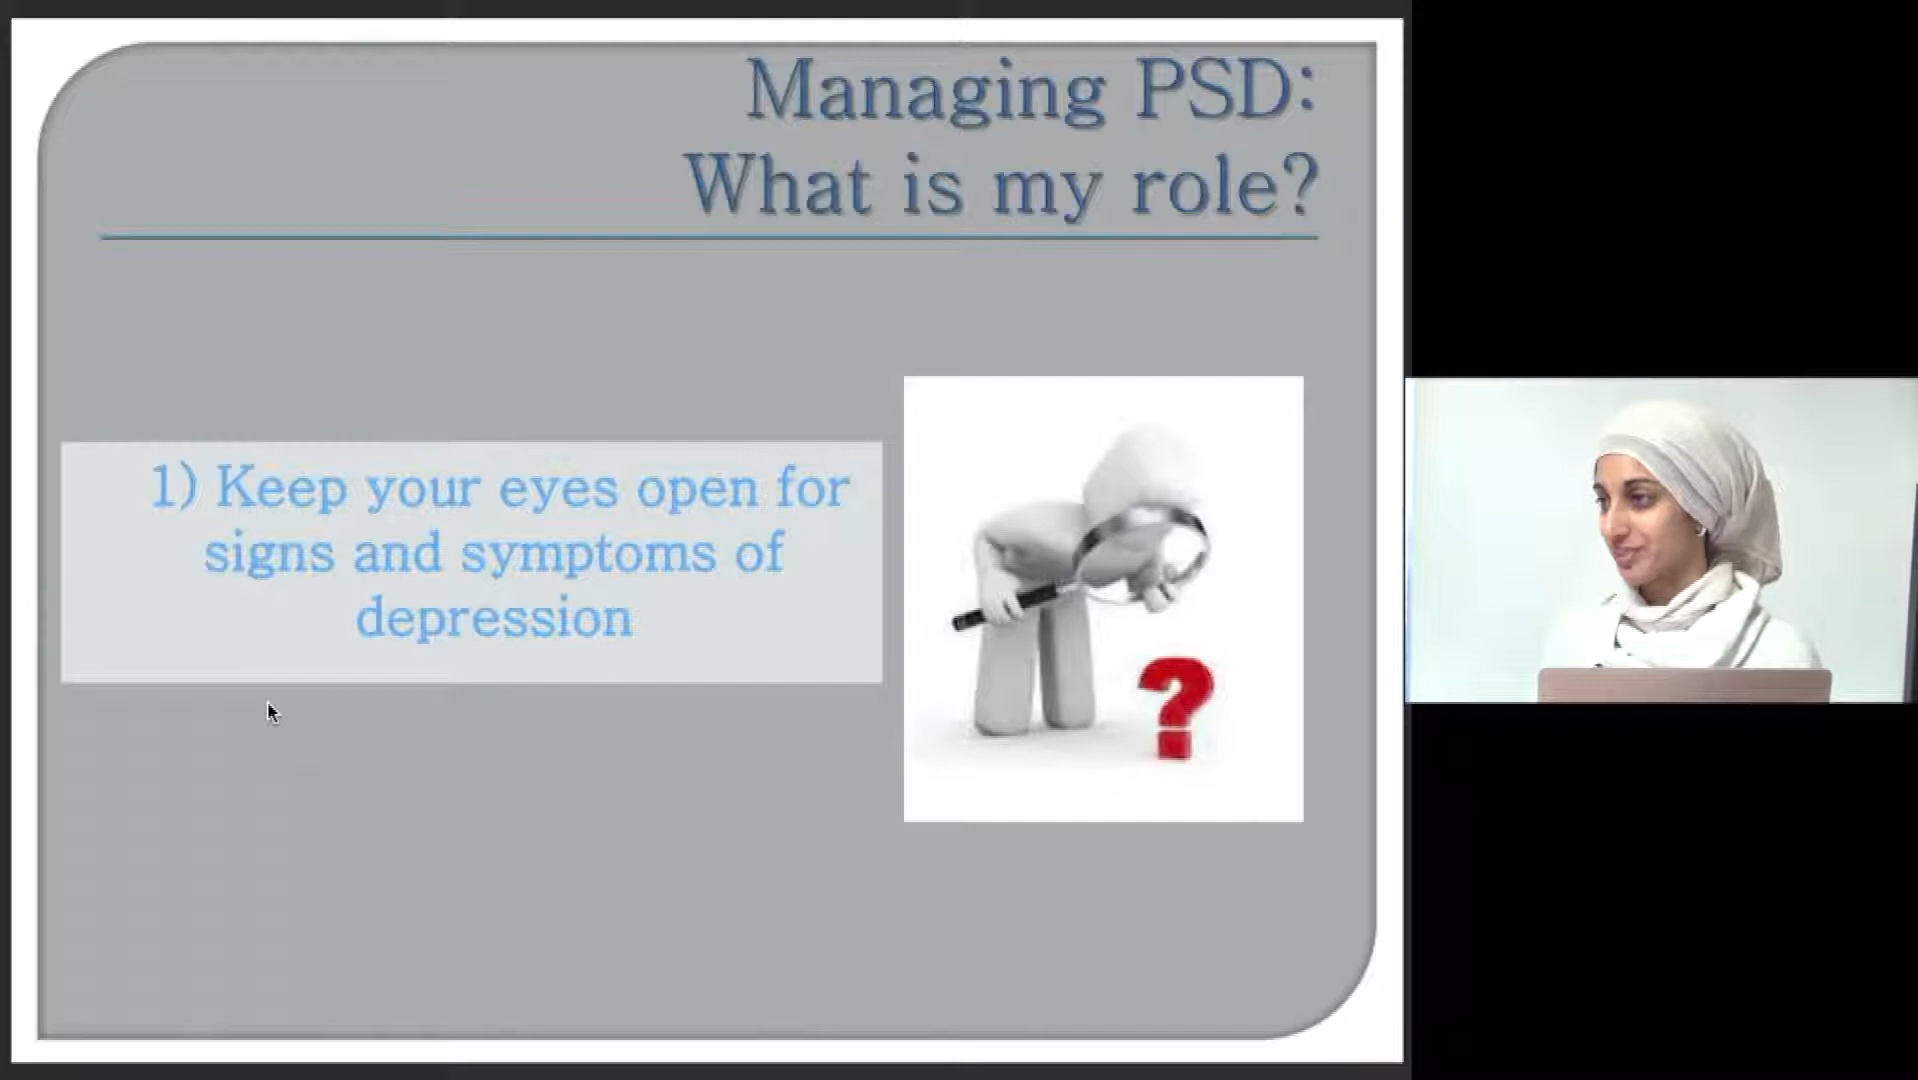 Managing PSD:
What is my role?
1) Keep your eyes open for
signs and symptoms of
depression
?